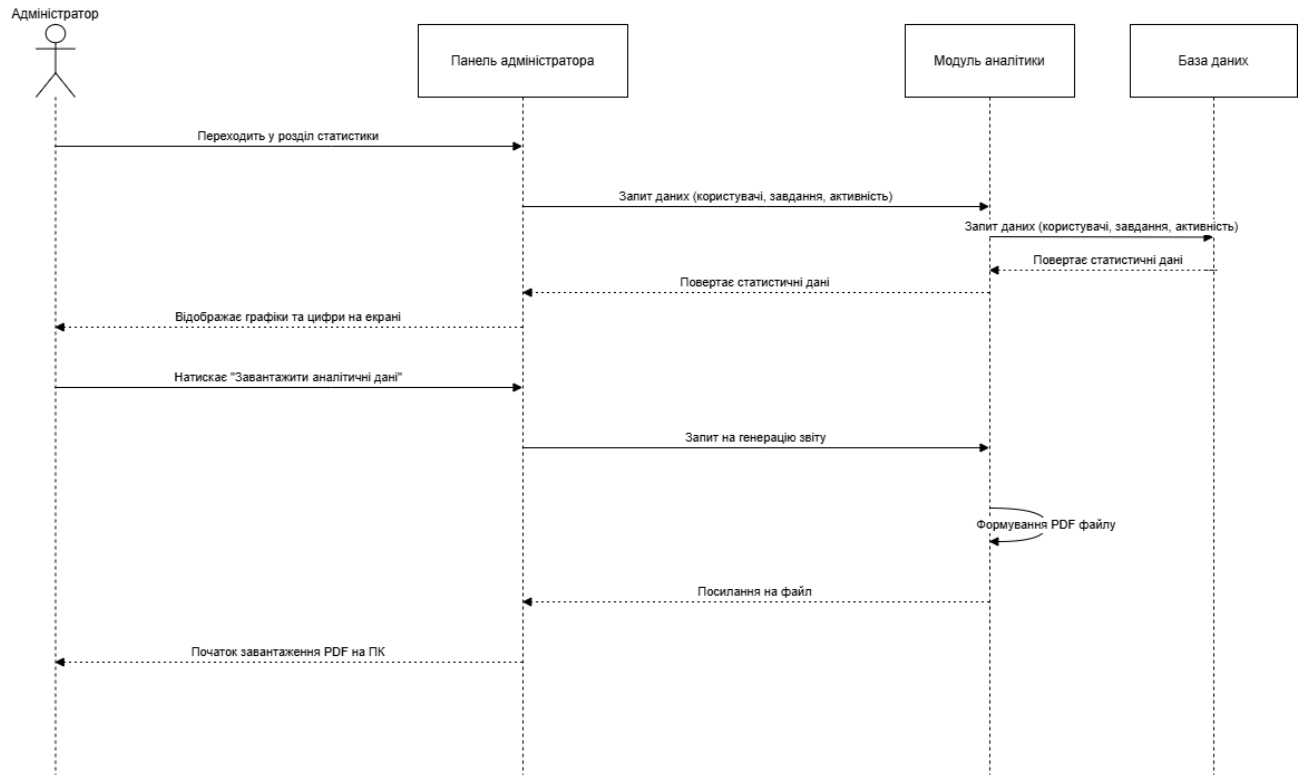 Адміністратор
Панель адміністратора
Модуль аналітики
База даних
Переходить у розділ статистики
Запит даних (користувачі, завдання, активність)
Запит даних (користувачі, завдання, активність)
Повертає статистичні дані
Повертає статистичні дані
Відображає графіки та цифри на екрані
Натискає "Завантажити аналітичні дані"
Запит на генерацію звіту
Формування PDF файлу
Посилання на файл
Початок завантаження PDF на ПК